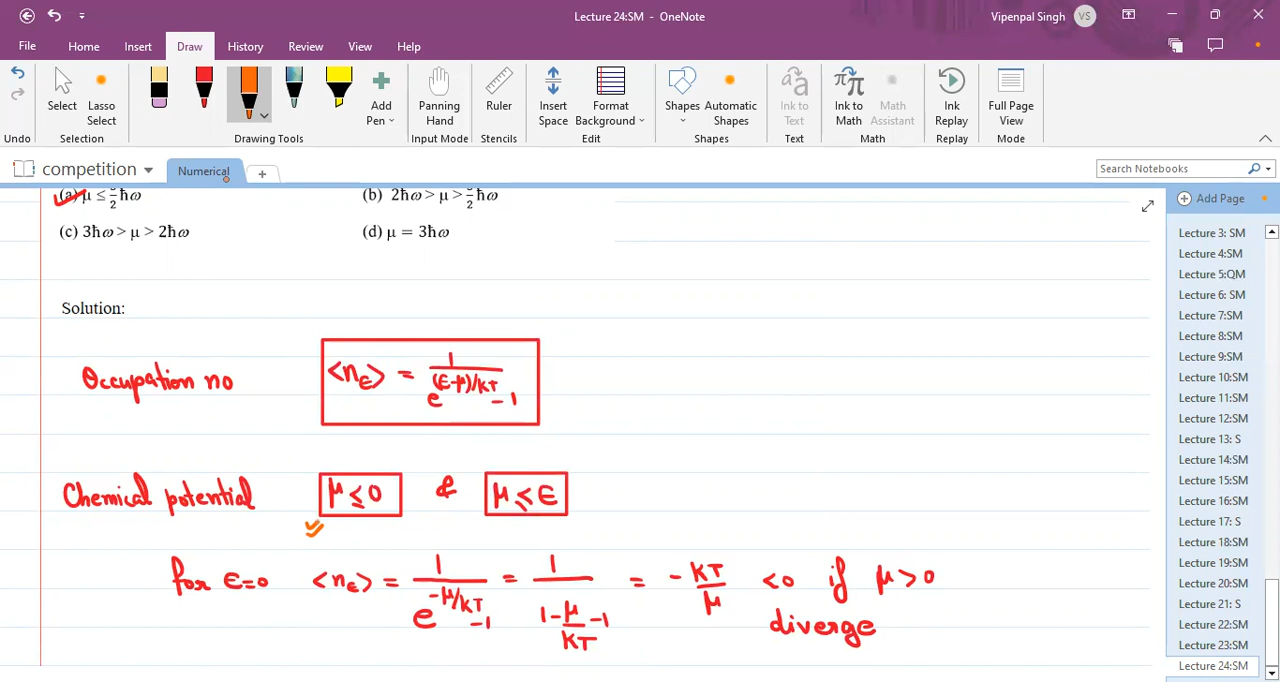 Lecture 24:SM - OneNote
Vipenpal Singh VS
File Home Insert Draw History Review View Help
Undo
Select
Lasso Select
Selection
Drawing Tools
Add Pen
Panning Hand
Input Mode
Ruler
Stencils
Insert Space
Format Background
Edit
Shapes
Automatic Shapes
Shapes
Ink to Text
Text
Ink to Math
Math Assistant
Math
Ink Replay
Replay
Full Page View
Mode
competition Numerical +
Search Notebooks
(a) μ ≤ 5/2 ħω (b) 2ħω > μ > 5/2 ħω
(c) 3ħω > μ > 2ħω (d) μ = 3ħω
Solution:
Occupation no <n_ε> = 1/(e^((ε-μ)/kT) - 1)
Chemical potential μ ≤ 0 & μ ≤ ε
for ε=0 <n_ε> = 1/(e^(-μ/kT) - 1) = 1/(1 - μ/kT - 1) = - kT/μ < 0 if μ > 0
diverge
Add Page
Lecture 3: SM
Lecture 4:SM
Lecture 5:QM
Lecture 6: SM
Lecture 7:SM
Lecture 8:SM
Lecture 9:SM
Lecture 10:SM
Lecture 11:SM
Lecture 12:SM
Lecture 13: S
Lecture 14:SM
Lecture 15:SM
Lecture 16:SM
Lecture 17: S
Lecture 18:SM
Lecture 19:SM
Lecture 20:SM
Lecture 21: S
Lecture 22:SM
Lecture 23:SM
Lecture 24:SM